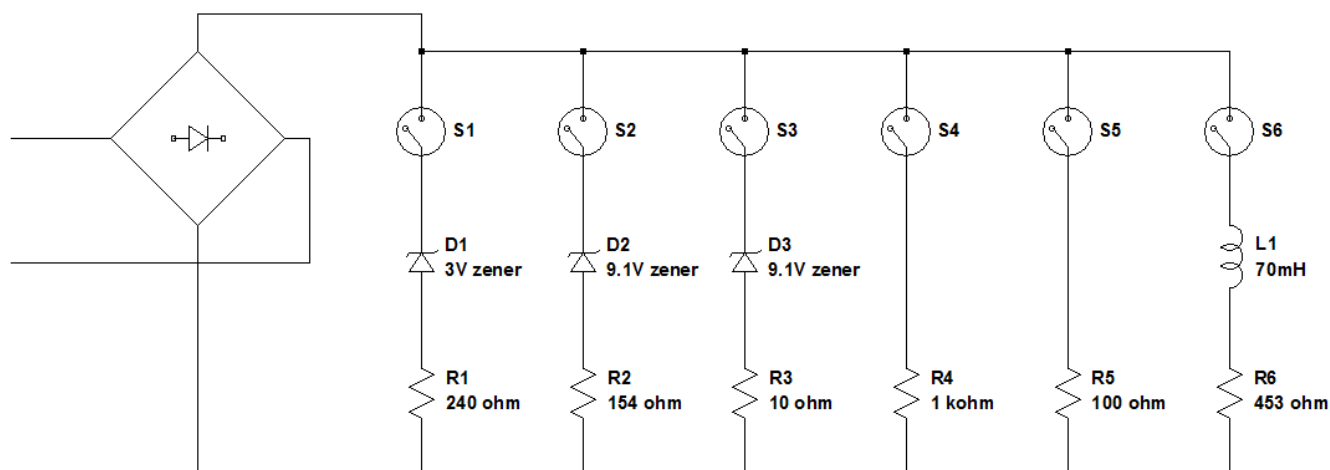 S1
S2
S3
S4
S5
S6
D1
3V zener
D2
9.1V zener
D3
9.1V zener
L1
70mH
R1
240 ohm
R2
154 ohm
R3
10 ohm
R4
1 kohm
R5
100 ohm
R6
453 ohm